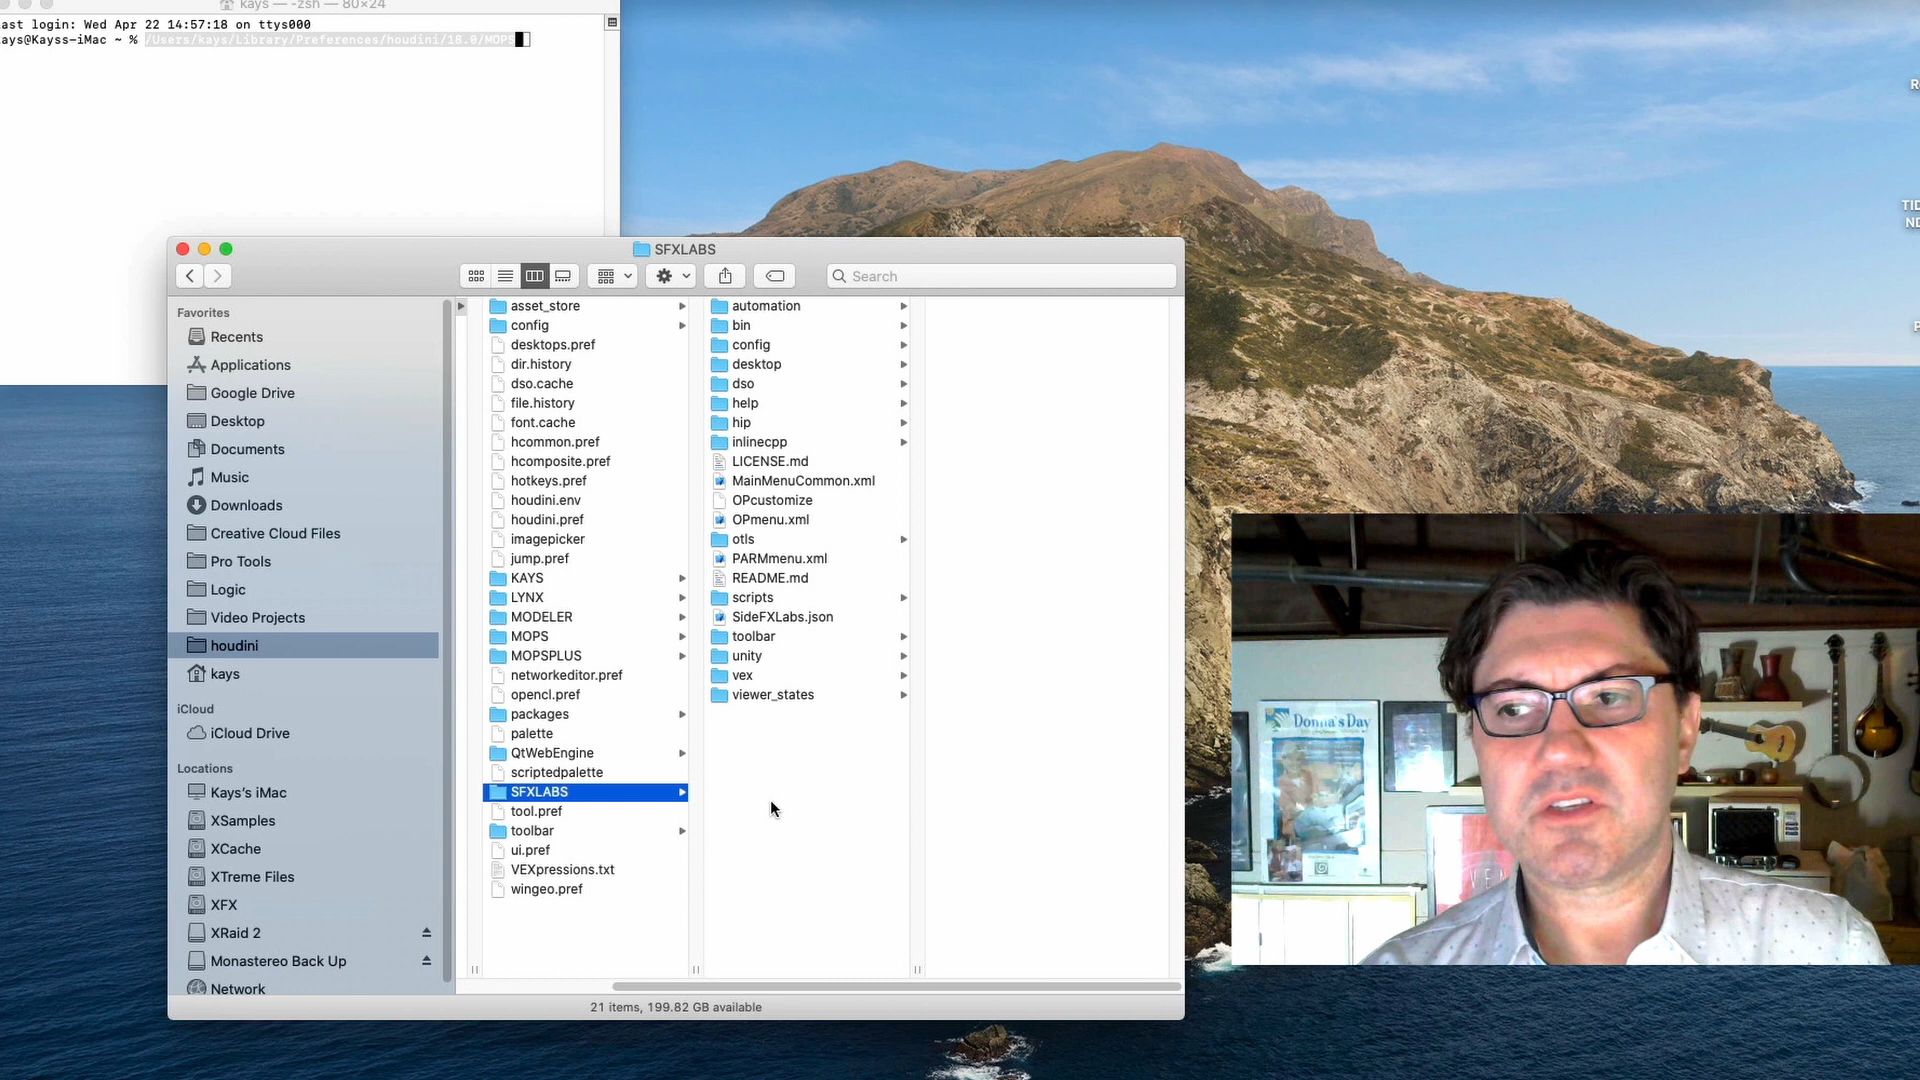 kays — -zsh — 80×24
ast login: Wed Apr 22 14:57:18 on ttys000
ays@Kayss-iMac ~ % /Users/kays/Library/Preferences/houdini/18.0/MOPS
SFXLABS
Search
Favorites
Recents
Applications
Google Drive
Desktop
Documents
Music
Downloads
Creative Cloud Files
Pro Tools
Logic
Video Projects
houdini
kays
iCloud
iCloud Drive
Locations
Kays's iMac
XSamples
XCache
XTreme Files
XFX
XRaid 2
Monastereo Back Up
Network
asset_store
config
desktops.pref
dir.history
dso.cache
file.history
font.cache
hcommon.pref
hcomposite.pref
hotkeys.pref
houdini.env
houdini.pref
imagepicker
jump.pref
KAYS
LYNX
MODELER
MOPS
MOPSPLUS
networkeditor.pref
opencl.pref
packages
palette
QtWebEngine
scriptedpalette
SFXLABS
tool.pref
toolbar
ui.pref
VEXpressions.txt
wingeo.pref
automation
bin
config
desktop
dso
help
hip
inlinecpp
LICENSE.md
MainMenuCommon.xml
OPcustomize
OPmenu.xml
otls
PARMmenu.xml
README.md
scripts
SideFXLabs.json
toolbar
unity
vex
viewer_states
21 items, 199.82 GB available
R
TID
ND
P
Donna's Day
VEN